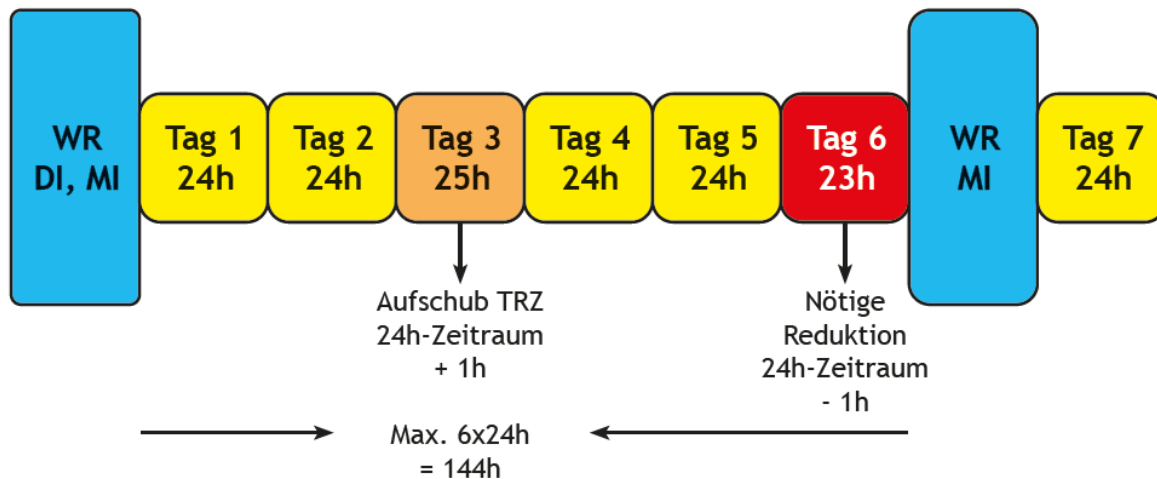 WR
DI, MI
Tag 1
24h
Tag 2
24h
Tag 3
25h
Tag 4
24h
Tag 5
24h
Tag 6
23h
WR
MI
Tag 7
24h
Aufschub TRZ
24h-Zeitraum
+ 1h
Nötige
Reduktion
24h-Zeitraum
- 1h
Max. 6x24h
= 144h